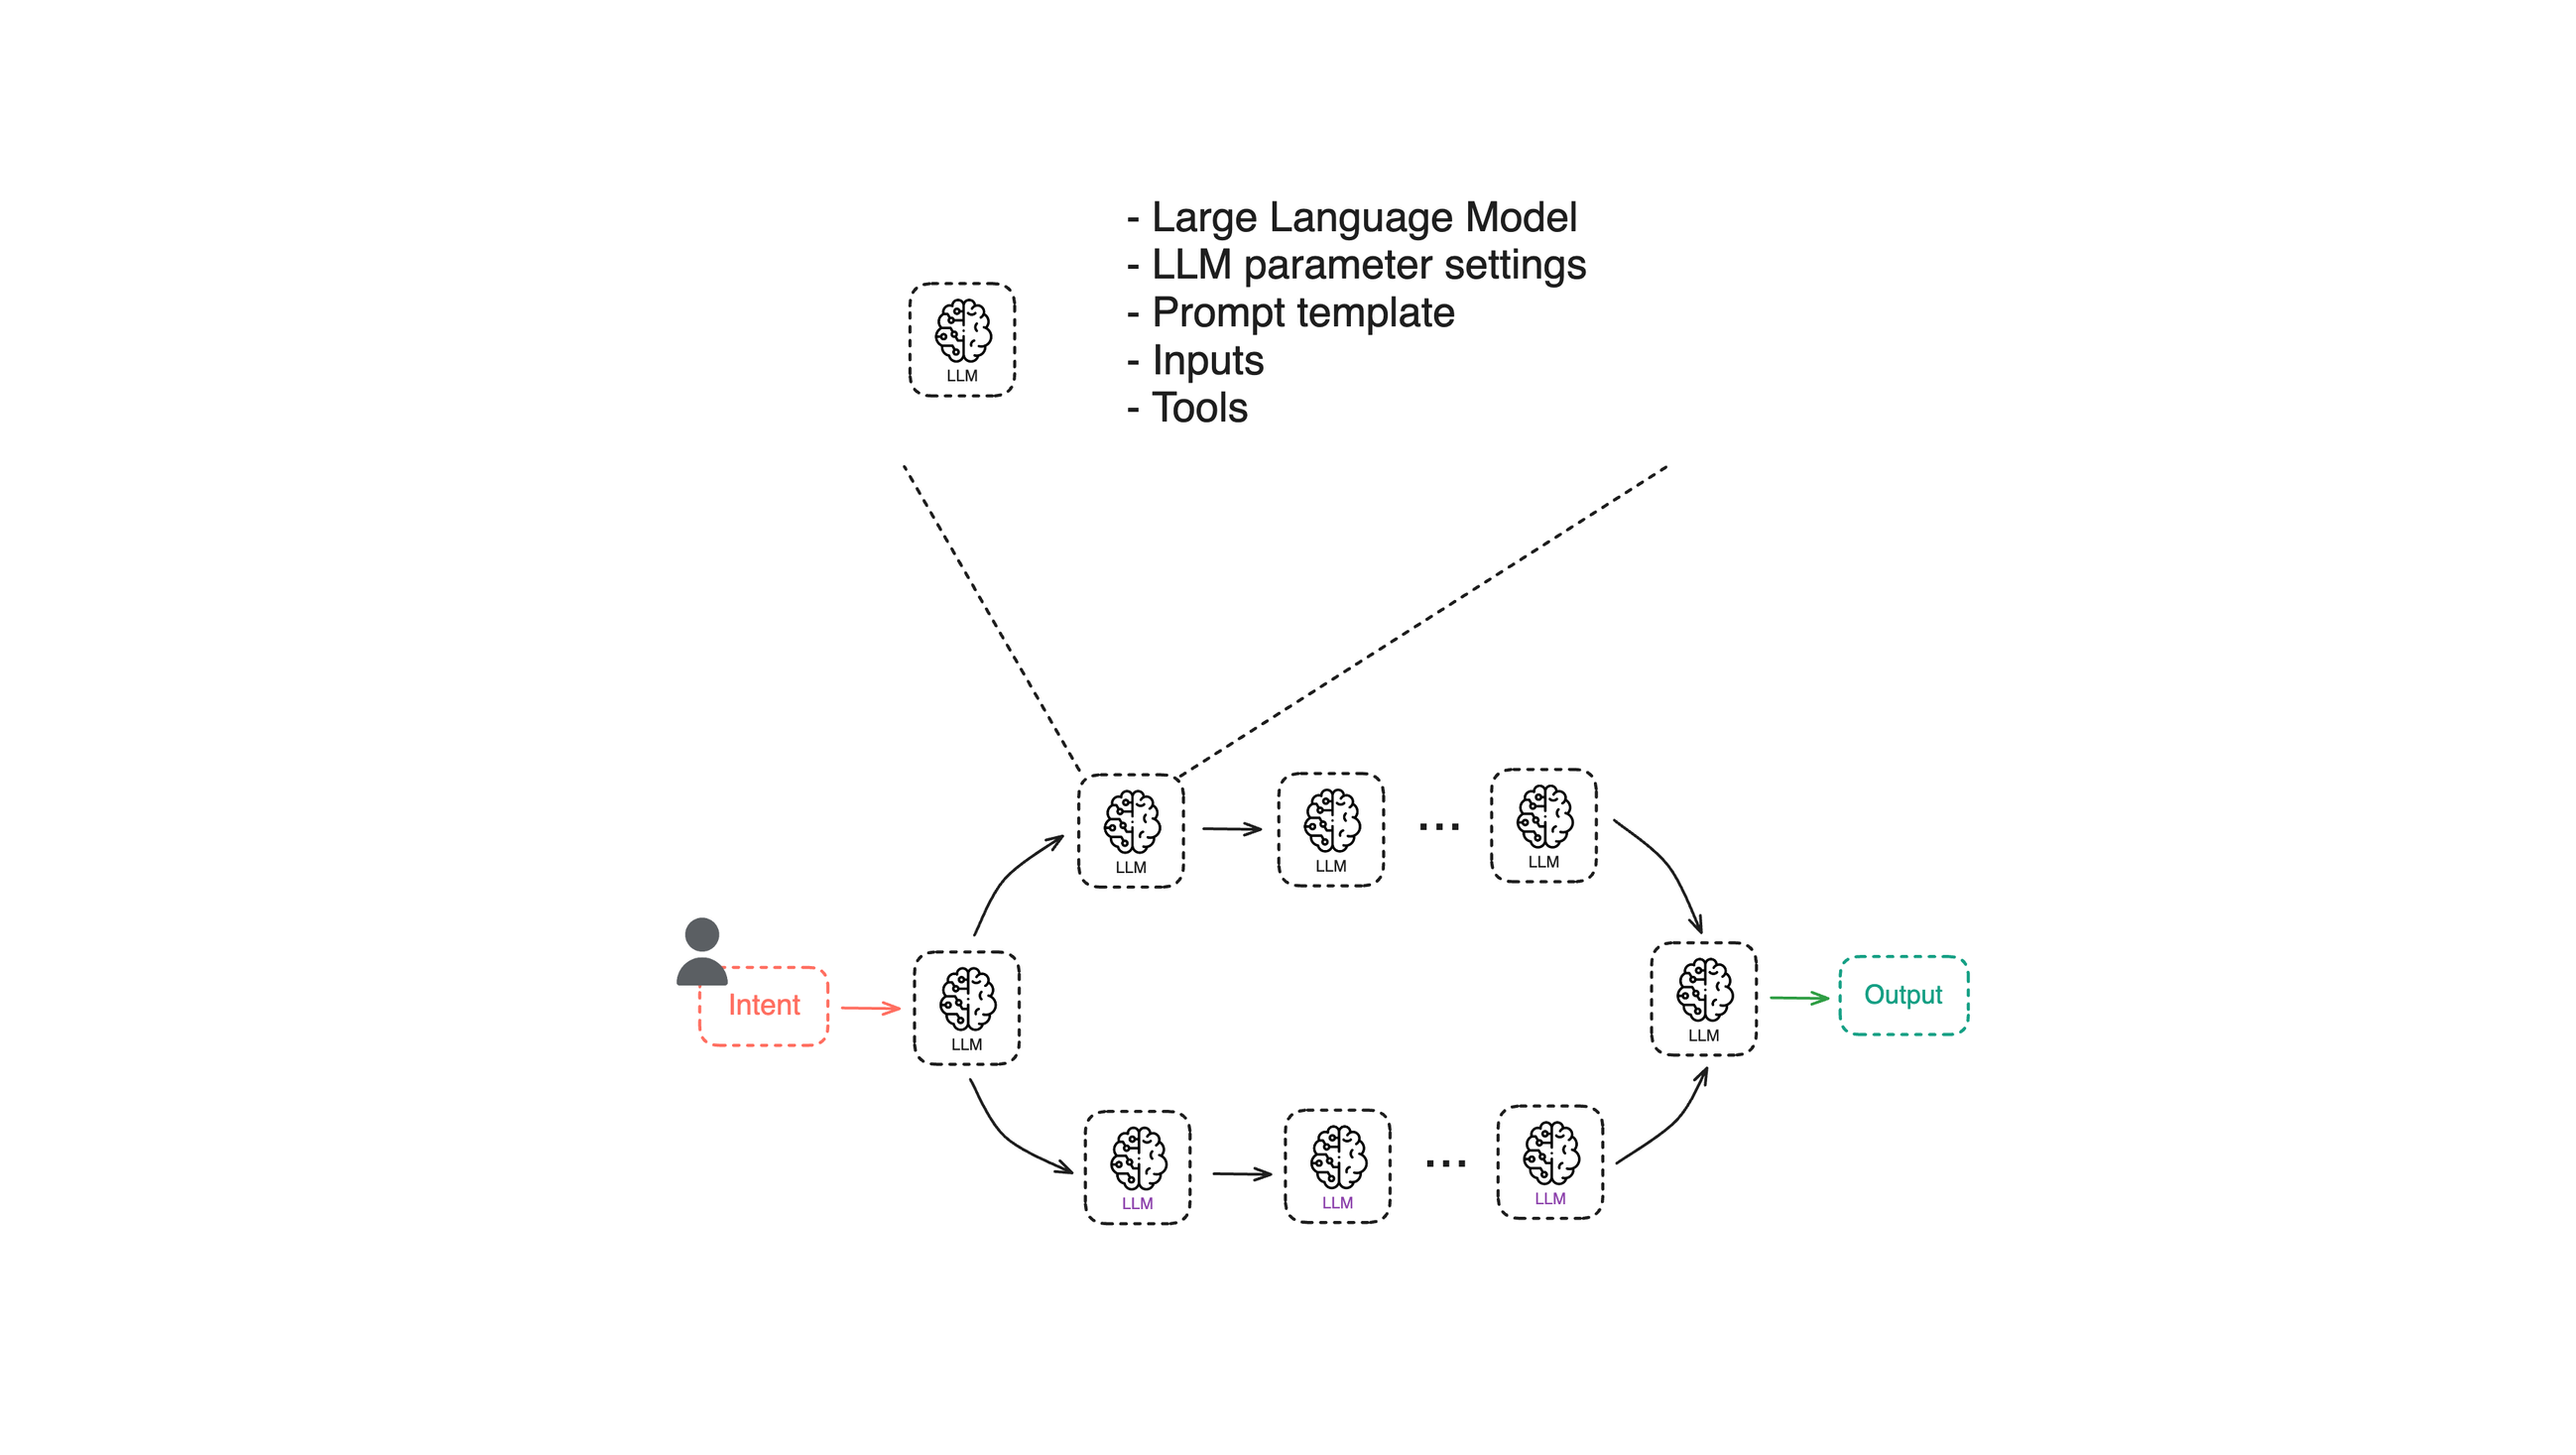 - Large Language Model
- LLM parameter settings
- Prompt template
- Inputs
- Tools
LLM
LLM
LLM
LLM
Intent
LLM
LLM
Output
LLM
LLM
LLM